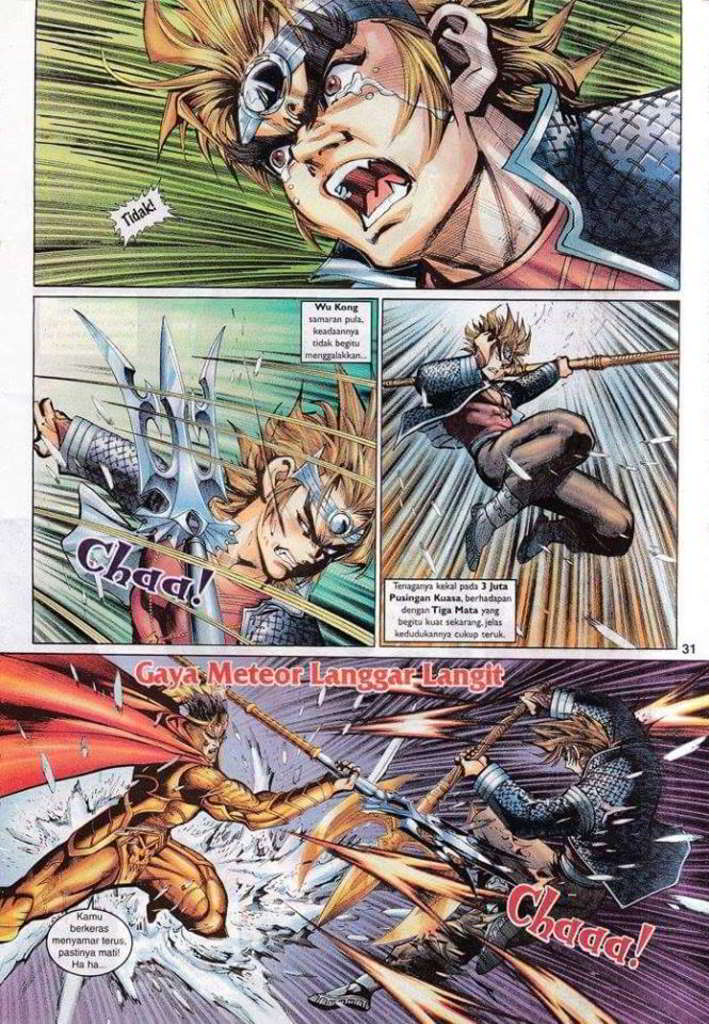 Tidak!
Wu Kong
samaran pula,
keadaannya
tidak begitu
menggalakkan...
Chaa!
Tenaganya kekal pada 3 Juta
Pusingan Kuasa, berhadapan
dengan Tiga Mata yang
begitu kuat sekarang, jelas
kedudukannya cukup teruk.
31
Gaya Meteor Langgar Langit
Kamu
berkeras
menyamar terus,
pastinya mati!
Ha ha...
Chaaa!